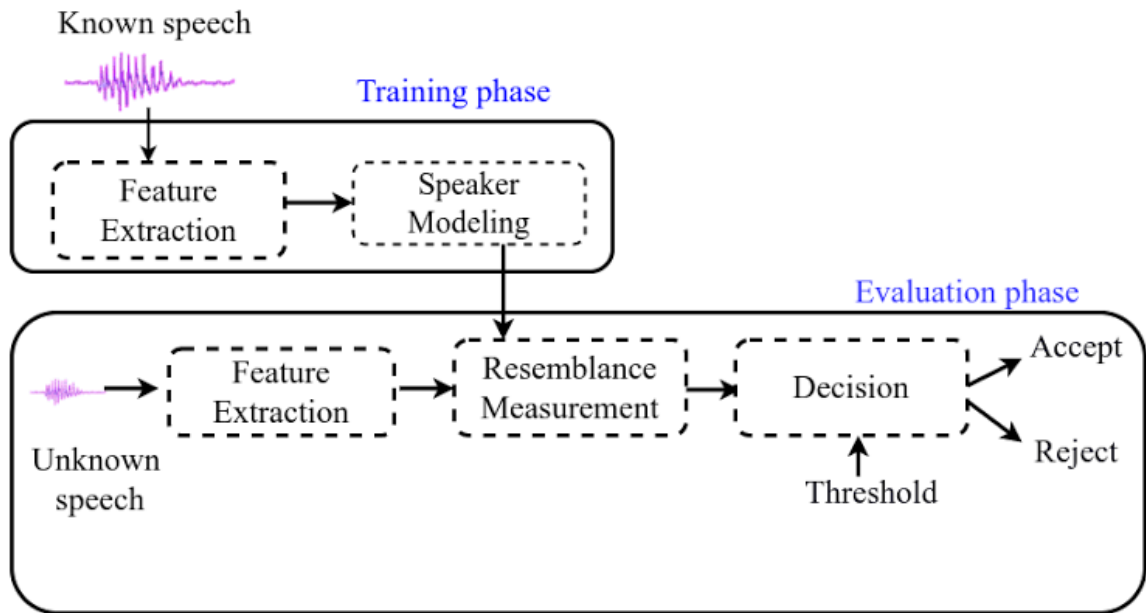 Known speech
Training phase
Feature
Extraction
Speaker
Modeling
Evaluation phase
Unknown
speech
Feature
Extraction
Resemblance
Measurement
Decision
Threshold
Accept
Reject